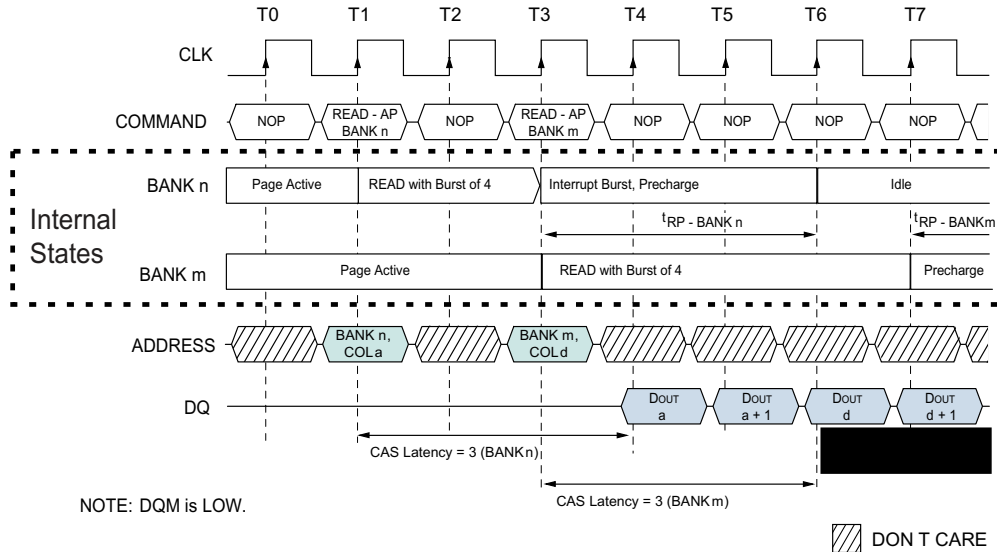 T0 T1 T2 T3 T4 T5 T6 T7
CLK
COMMAND NOP READ - AP BANK n NOP READ - AP BANK m NOP NOP NOP NOP
Internal States
BANK n Page Active READ with Burst of 4 Interrupt Burst, Precharge Idle
tRP - BANK n tRP - BANK m
BANK m Page Active READ with Burst of 4 Precharge
ADDRESS BANK n, COL a BANK m, COL d
DQ DOUT a DOUT a + 1 DOUT d DOUT d + 1
CAS Latency = 3 (BANK n)
CAS Latency = 3 (BANK m)
NOTE: DQM is LOW.
DON T CARE